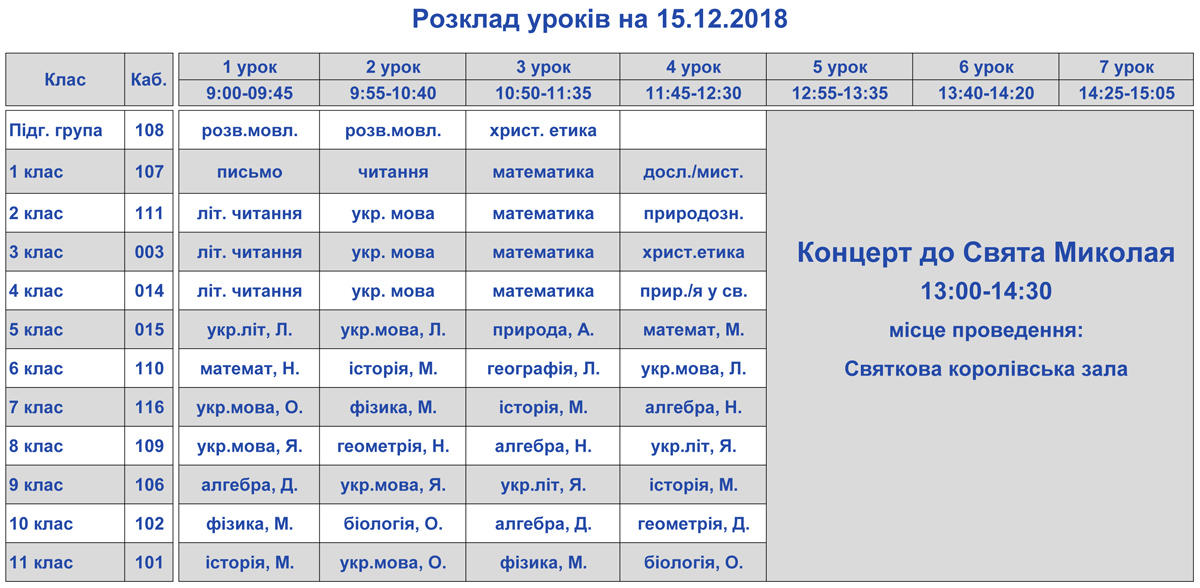 Розклад уроків на 15.12.2018
Клас Каб. 1 урок 2 урок 3 урок 4 урок 5 урок 6 урок 7 урок
9:00-09:45 9:55-10:40 10:50-11:35 11:45-12:30 12:55-13:35 13:40-14:20 14:25-15:05
Підг. група 108 розв.мовл. розв.мовл. христ. етика
1 клас 107 письмо читання математика досл./мист.
2 клас 111 літ. читання укр. мова математика природозн.
3 клас 003 літ. читання укр. мова математика христ.етика
4 клас 014 літ. читання укр. мова математика прир./я у св.
5 клас 015 укр.літ, Л. укр.мова, Л. природа, А. математ, М.
6 клас 110 математ, Н. історія, М. географія, Л. укр.мова, Л.
7 клас 116 укр.мова, О. фізика, М. історія, М. алгебра, Н.
8 клас 109 укр.мова, Я. геометрія, Н. алгебра, Н. укр.літ, Я.
9 клас 106 алгебра, Д. укр.мова, Я. укр.літ, Я. історія, М.
10 клас 102 фізика, М. біологія, О. алгебра, Д. геометрія, Д.
11 клас 101 історія, М. укр.мова, О. фізика, М. біологія, О.
Концерт до Свята Миколая
13:00-14:30
місце проведення:
Святкова королівська зала